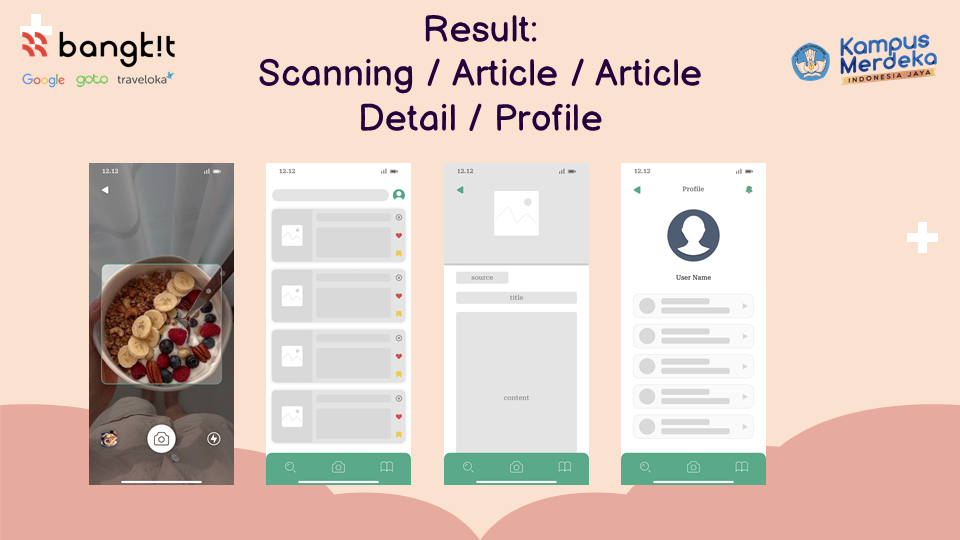 bangk!t
Google goto traveloka
Result:
Scanning / Article / Article
Detail / Profile
Kampus
Merdeka
INDONESIA JAYA
12.12
12.12
12.12
source
title
content
12.12
Profile
User Name